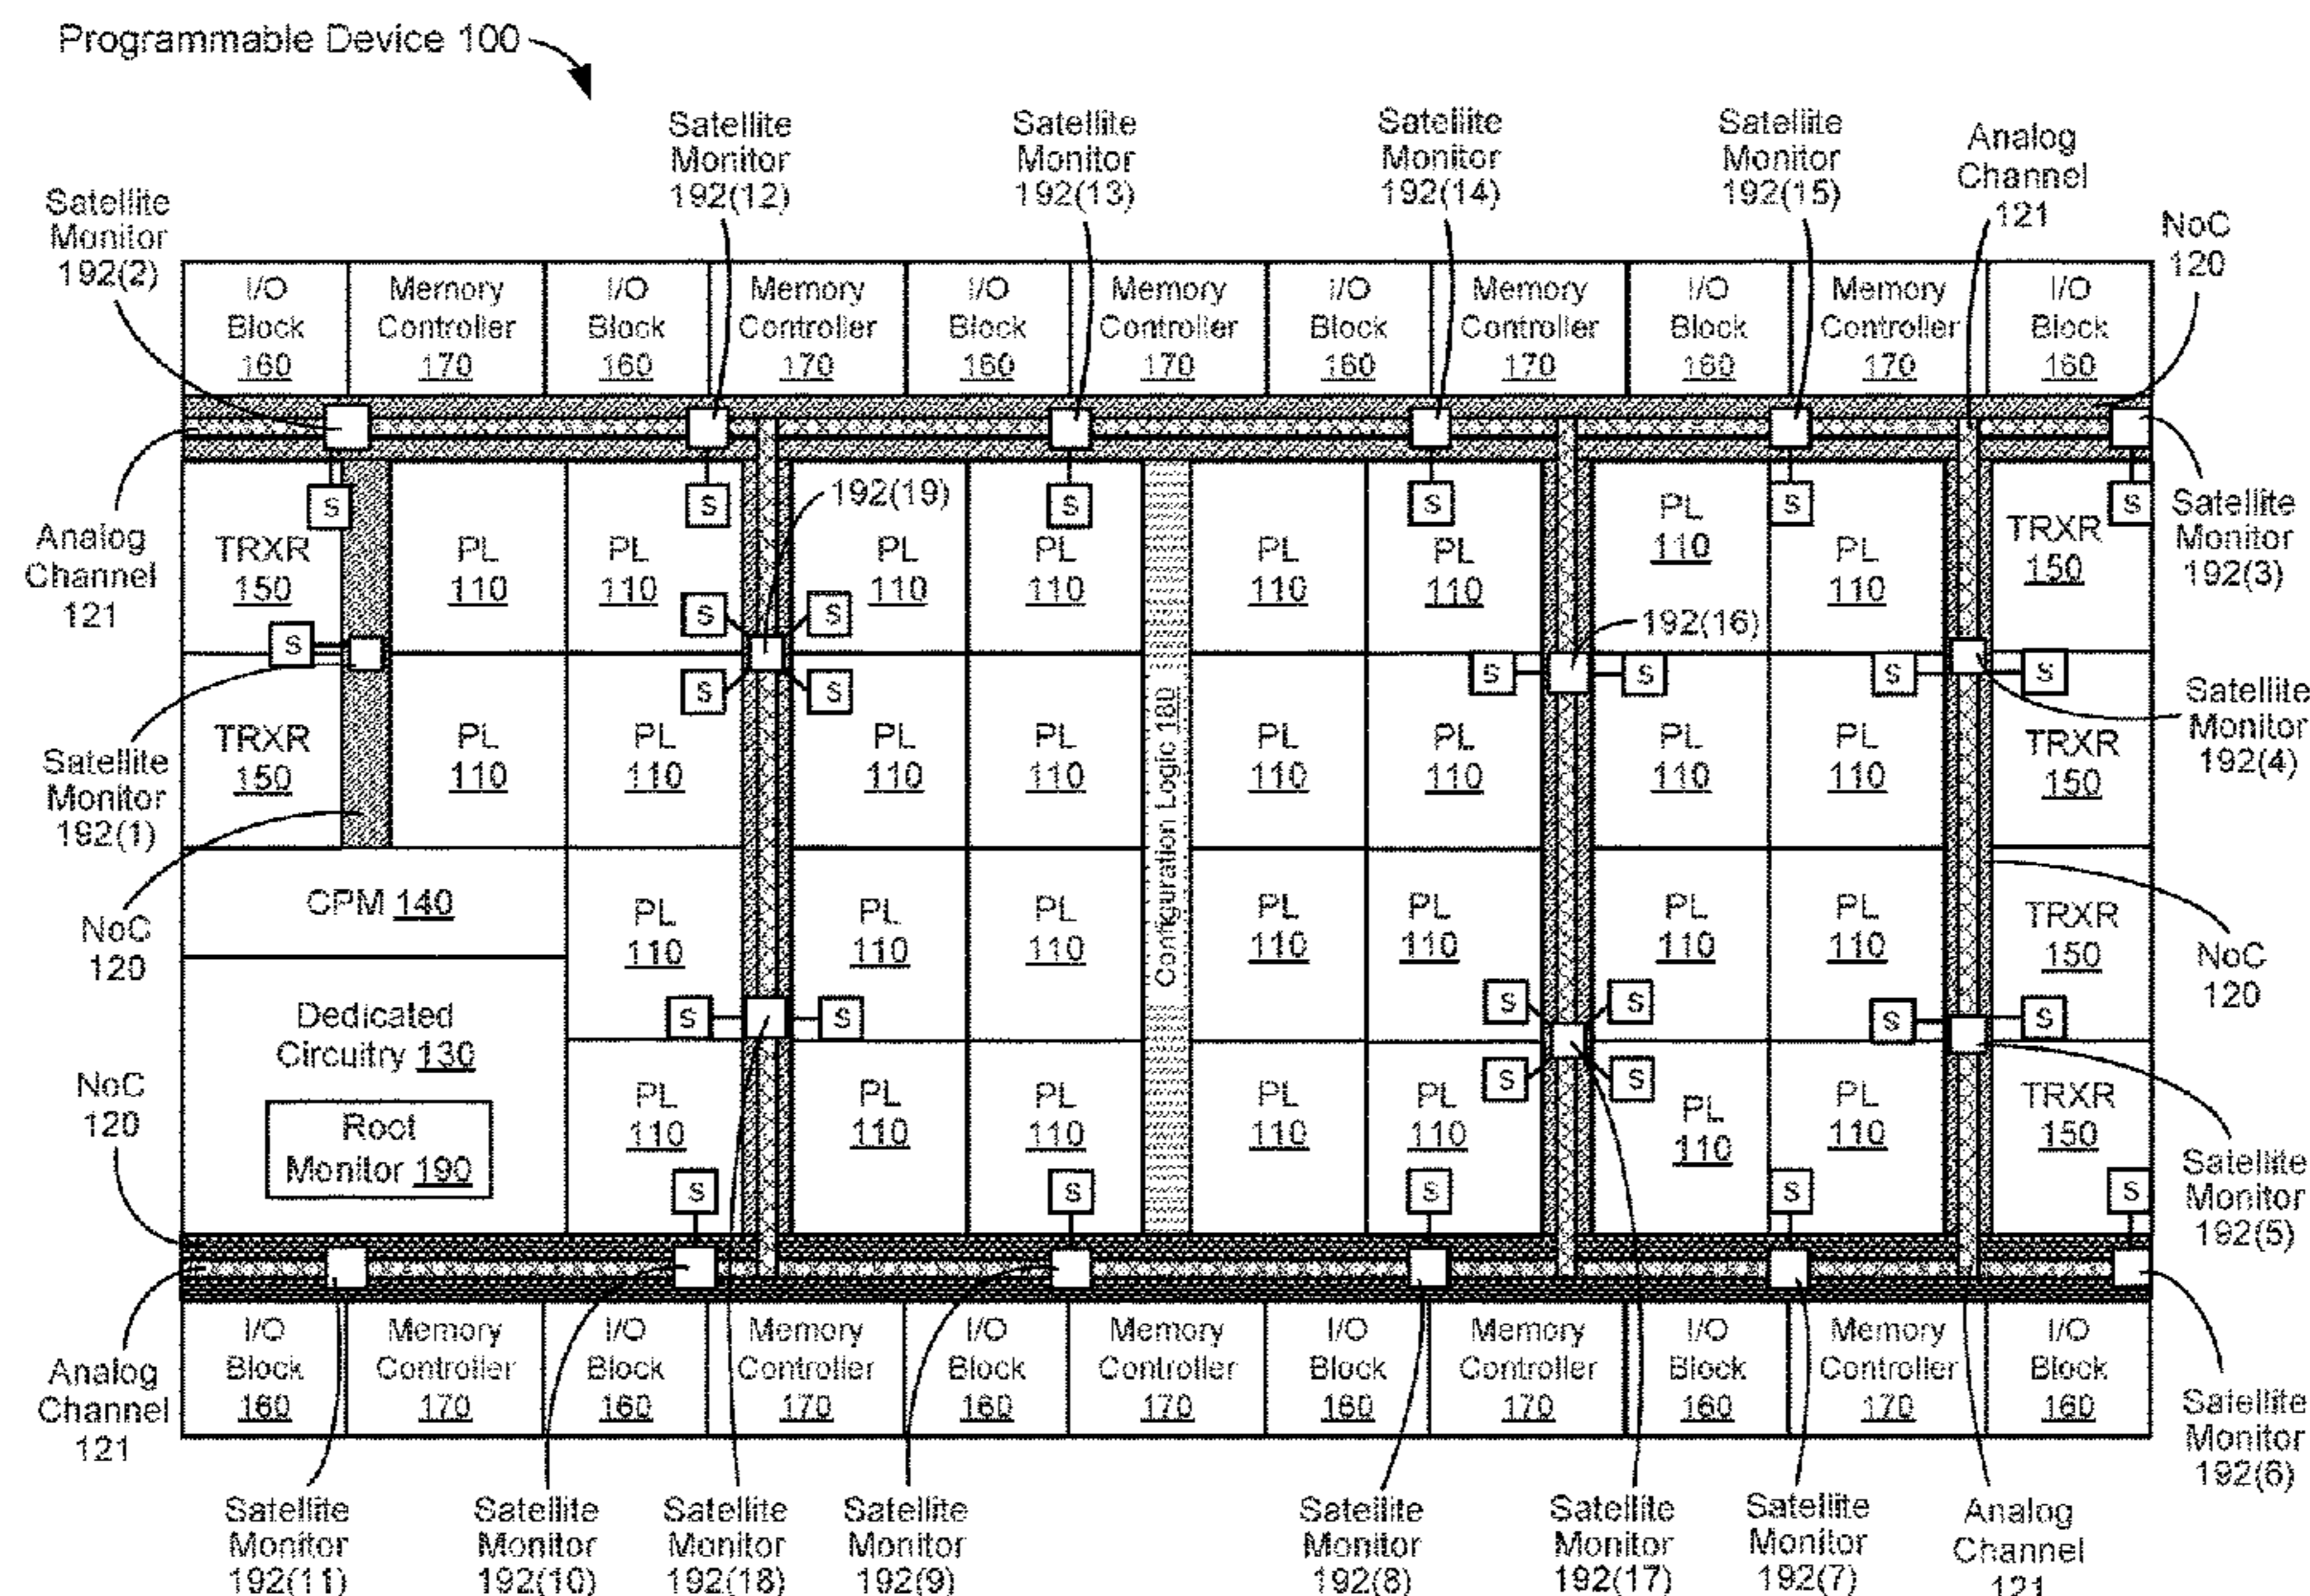 Programmable Device 100
Satellite
Monitor
192(12)
Satellite
Monitor
192(13)
Satellite
Monitor
192(14)
Satellite
Monitor
192(15)
Analog
Channel
121
Satellite
Monitor
192(2)
NoC
120
I/O
Block
160
Memory
Controller
170
I/O
Block
160
Memory
Controller
170
I/O
Block
160
Memory
Controller
170
I/O
Block
160
Memory
Controller
170
I/O
Block
160
Memory
Controller
170
I/O
Block
160
S
S
S
S
S
S
192(19)
Analog
Channel
121
Satellite
Monitor
192(3)
TRXR
150
PL
110
PL
110
PL
110
PL
110
PL
110
PL
110
PL
110
PL
110
TRXR
150
S
S
S
192(16)
S
S
S
S
S
S
S
Satellite
Monitor
192(1)
Satellite
Monitor
192(4)
TRXR
150
PL
110
PL
110
PL
110
PL
110
Configuration Logic 180
PL
110
PL
110
PL
110
PL
110
TRXR
150
NoC
120
CPM 140
PL
110
PL
110
PL
110
PL
110
PL
110
PL
110
PL
110
TRXR
150
NoC
120
Dedicated
Circuitry 130
S
S
S
S
S
S
S
S
NoC
120
Root
Monitor 190
PL
110
PL
110
PL
110
PL
110
PL
110
PL
110
PL
110
TRXR
150
Satellite
Monitor
192(5)
S
S
S
S
S
Analog
Channel
121
I/O
Block
160
Memory
Controller
170
I/O
Block
160
Memory
Controller
170
I/O
Block
160
Memory
Controller
170
I/O
Block
160
Memory
Controller
170
I/O
Block
160
Memory
Controller
170
I/O
Block
160
Satellite
Monitor
192(6)
Satellite
Monitor
192(11)
Satellite
Monitor
192(10)
Satellite
Monitor
192(18)
Satellite
Monitor
192(9)
Satellite
Monitor
192(8)
Satellite
Monitor
192(17)
Satellite
Monitor
192(7)
Analog
Channel
121